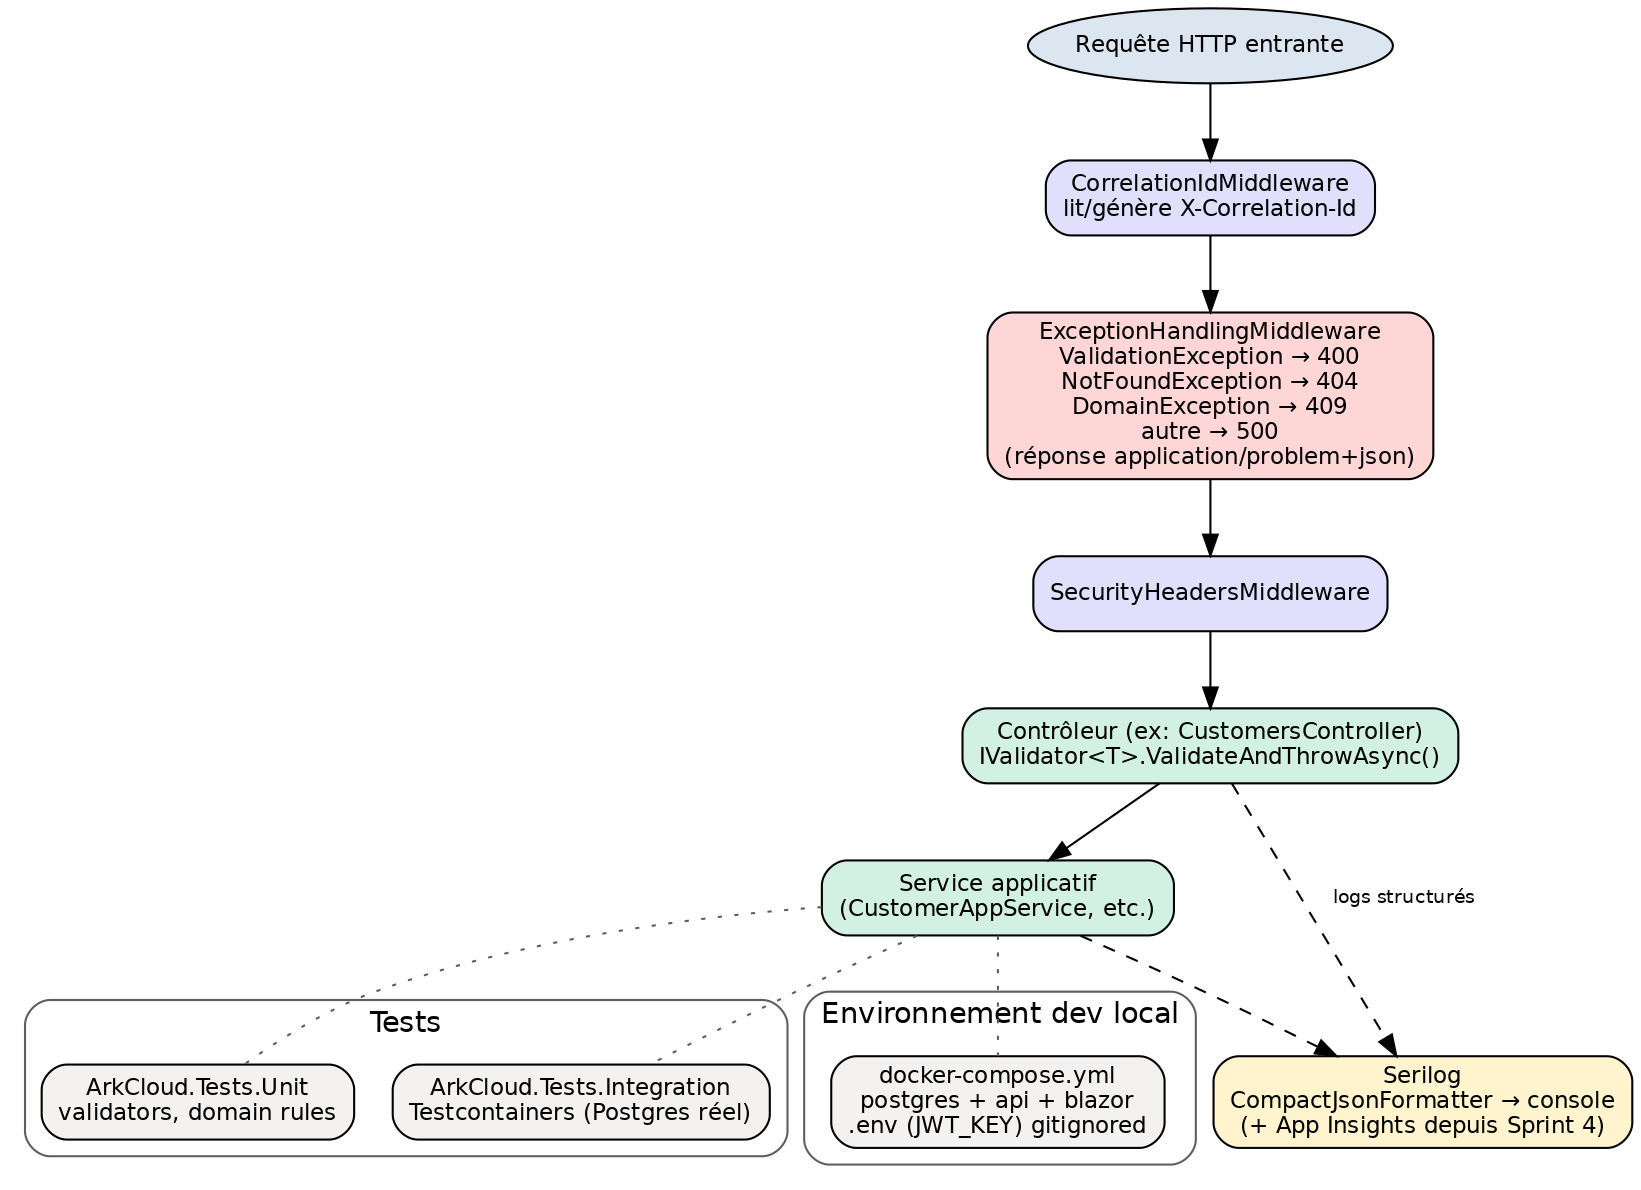 Requête HTTP entrante
CorrelationIdMiddleware
lit/génère X-Correlation-Id
ExceptionHandlingMiddleware
ValidationException → 400
NotFoundException → 404
DomainException → 409
autre → 500
(réponse application/problem+json)
SecurityHeadersMiddleware
Contrôleur (ex: CustomersController)
IValidator<T>.ValidateAndThrowAsync()
Service applicatif
(CustomerAppService, etc.)
logs structurés
Tests
ArkCloud.Tests.Unit
validators, domain rules
ArkCloud.Tests.Integration
Testcontainers (Postgres réel)
Environnement dev local
docker-compose.yml
postgres + api + blazor
.env (JWT_KEY) gitignored
Serilog
CompactJsonFormatter → console
(+ App Insights depuis Sprint 4)